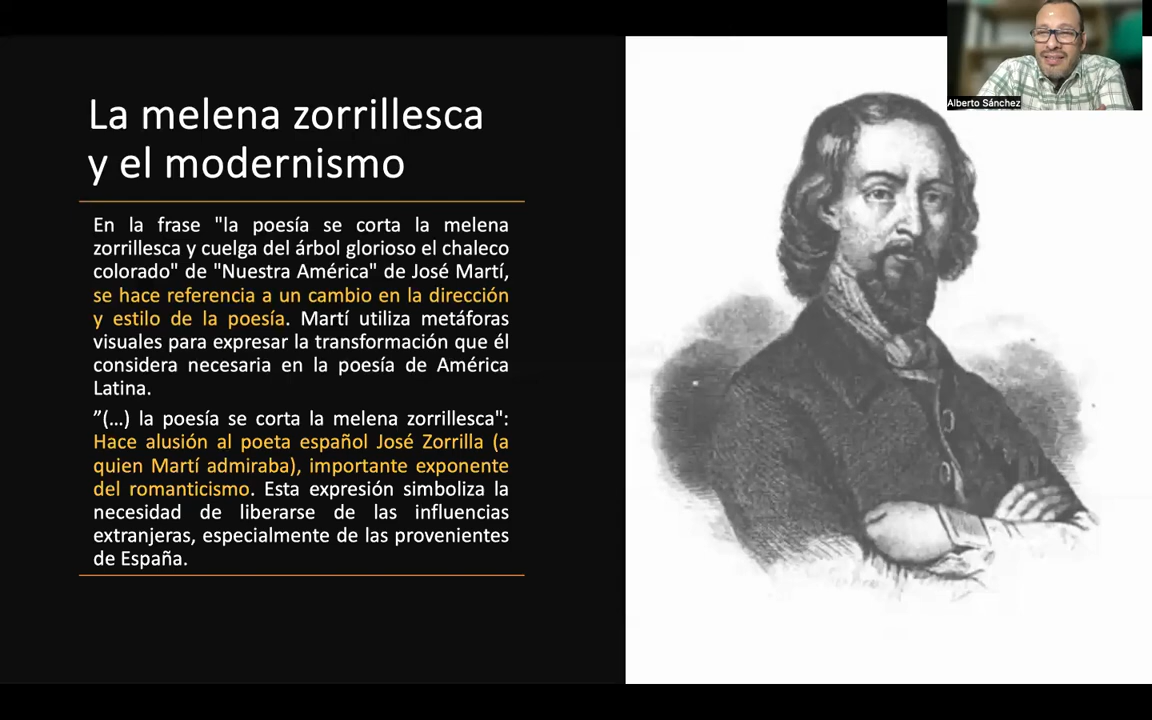 La melena zorrillesca
y el modernismo
En la frase "la poesía se corta la melena
zorrillesca y cuelga del árbol glorioso el chaleco
colorado" de "Nuestra América" de José Martí,
se hace referencia a un cambio en la dirección
y estilo de la poesía. Martí utiliza metáforas
visuales para expresar la transformación que él
considera necesaria en la poesía de América
Latina.
”(…) la poesía se corta la melena zorrillesca":
Hace alusión al poeta español José Zorrilla (a
quien Martí admiraba), importante exponente
del romanticismo. Esta expresión simboliza la
necesidad de liberarse de las influencias
extranjeras, especialmente de las provenientes
de España.
Alberto Sánchez